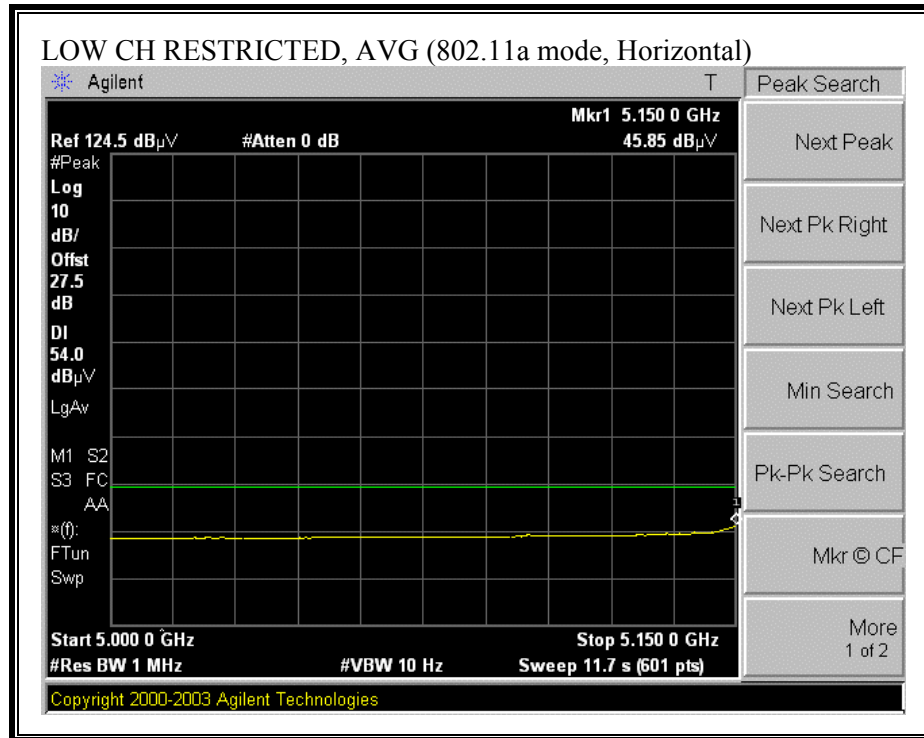 LOW CH RESTRICTED, AVG (802.11a mode, Horizontal)
Agilent T
Peak Search
Mkr1 5.150 0 GHz
Ref 124.5 dBµV #Atten 0 dB 45.85 dBµV
#Peak
Log
10
dB/
Offst
27.5
dB
DI
54.0
dBµV
LgAv
M1 S2
S3 FC
AA
¤(f):
FTun
Swp
1
Start 5.000 0 ĜHz
Stop 5.150 0 GHz
#Res BW 1 MHz #VBW 10 Hz Sweep 11.7 s (601 pts)
Copyright 2000-2003 Agilent Technologies
Next Peak
Next Pk Right
Next Pk Left
Min Search
Pk-Pk Search
Mkr © CF
More
1 of 2